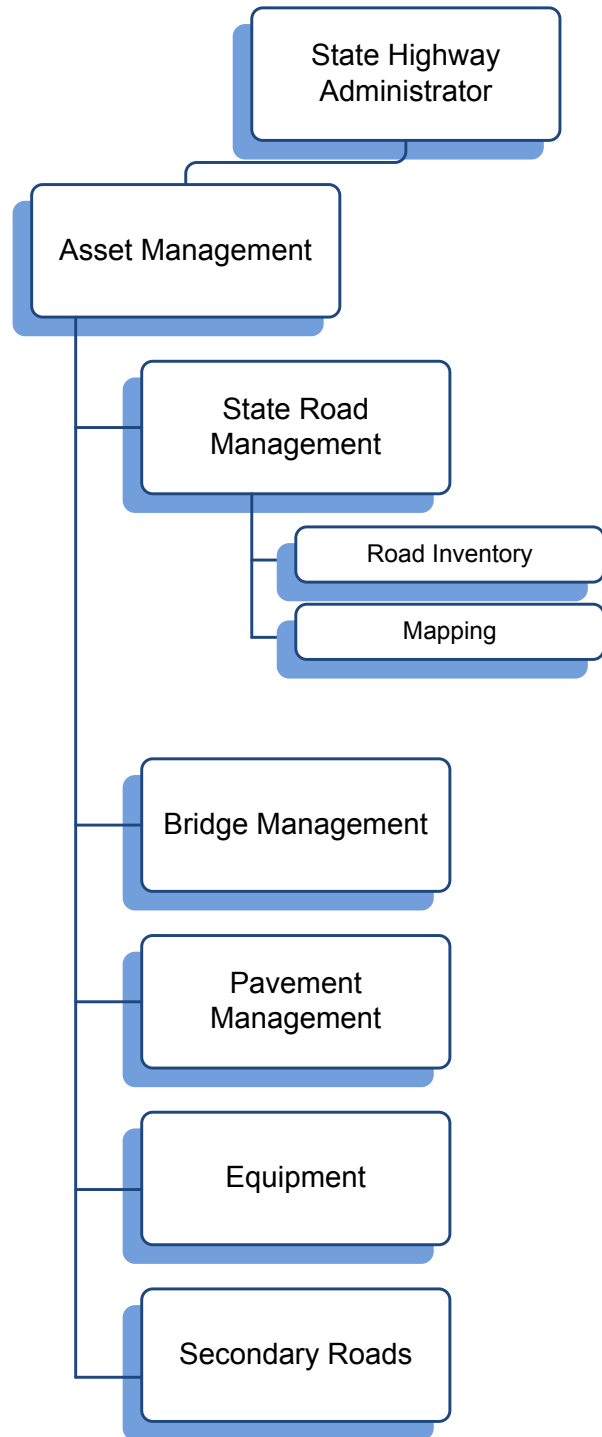 State Highway
Administrator
Asset Management
State Road
Management
Road Inventory
Mapping
Bridge Management
Pavement
Management
Equipment
Secondary Roads